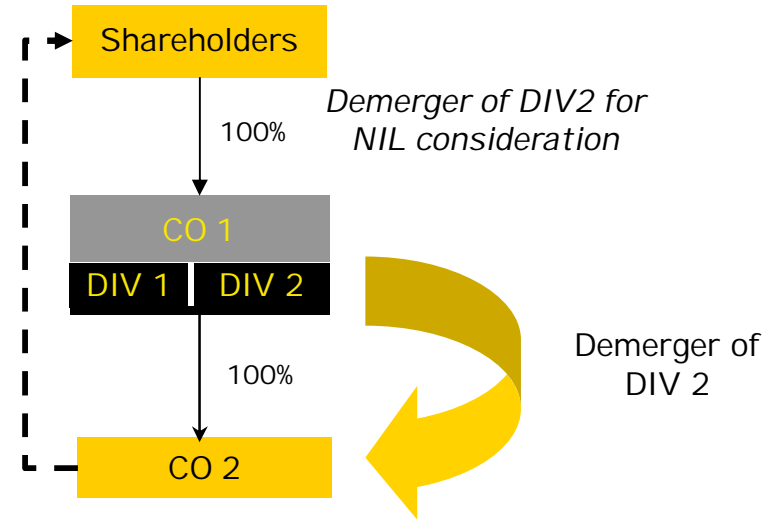 Shareholders
Demerger of DIV2 for
NIL consideration
100%
CO 1
DIV 1 DIV 2
100%
Demerger of
DIV 2
CO 2